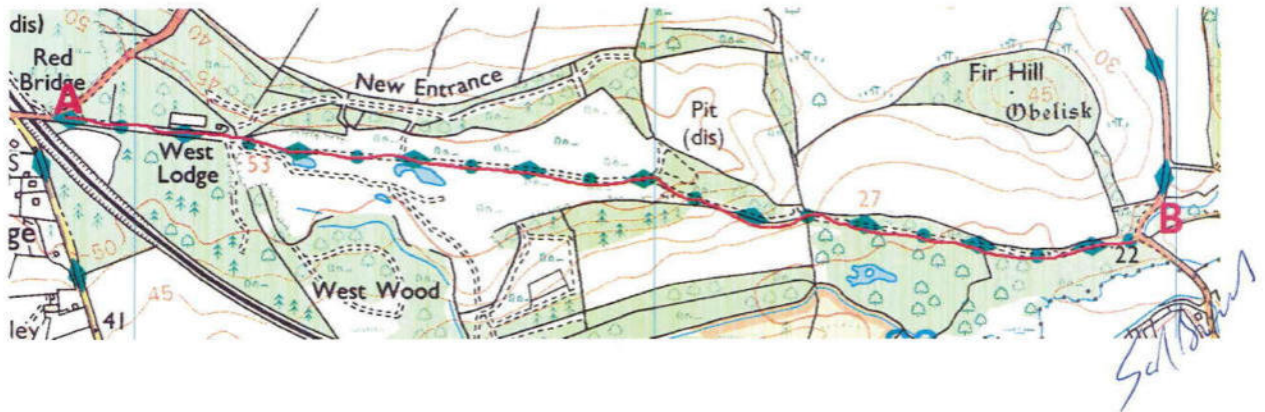 dis)
50
40
45
Red
Bridge
A
New Entrance
Pit
(dis)
Fir Hill
45
Obelisk
30
S
West
Lodge
53
27
B
ge
50
22
West Wood
45
ley
41